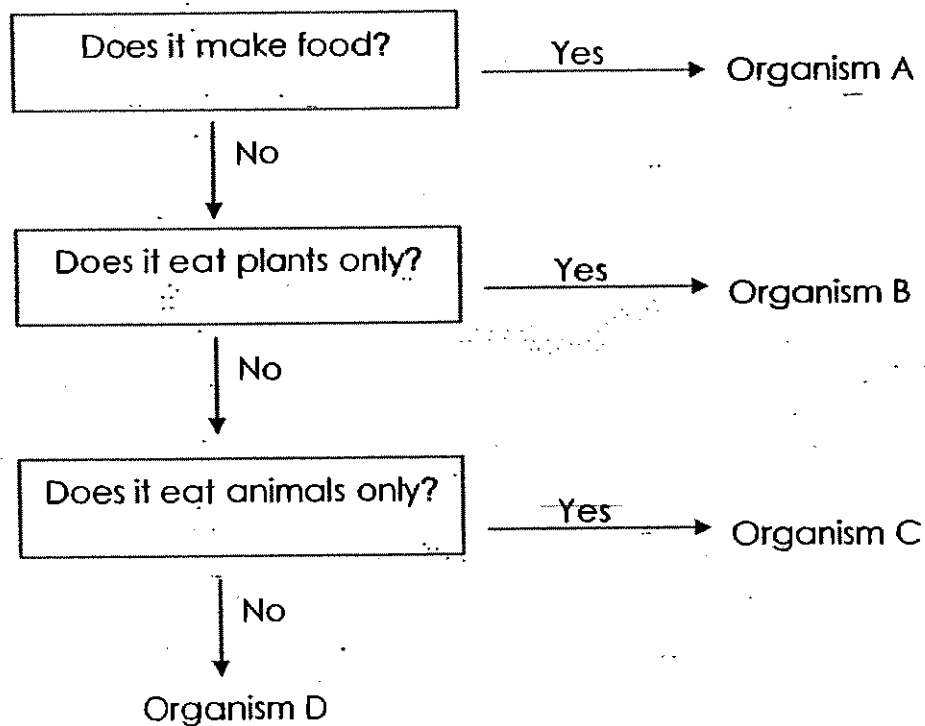 Does it make food?
Yes
Organism A
No
Does it eat plants only?
Yes
Organism B
No
Does it eat animals only?
Yes
Organism C
No
Organism D